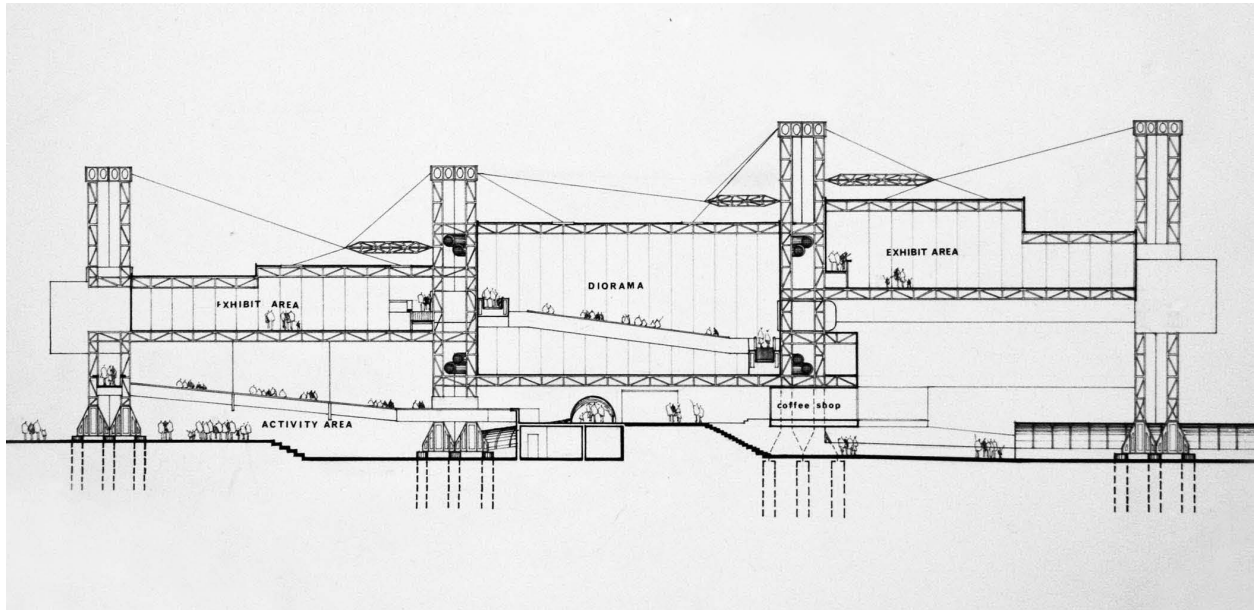 EXHIBIT AREA
DIORAMA
EXHIBIT AREA
coffee shop
ACTIVITY AREA